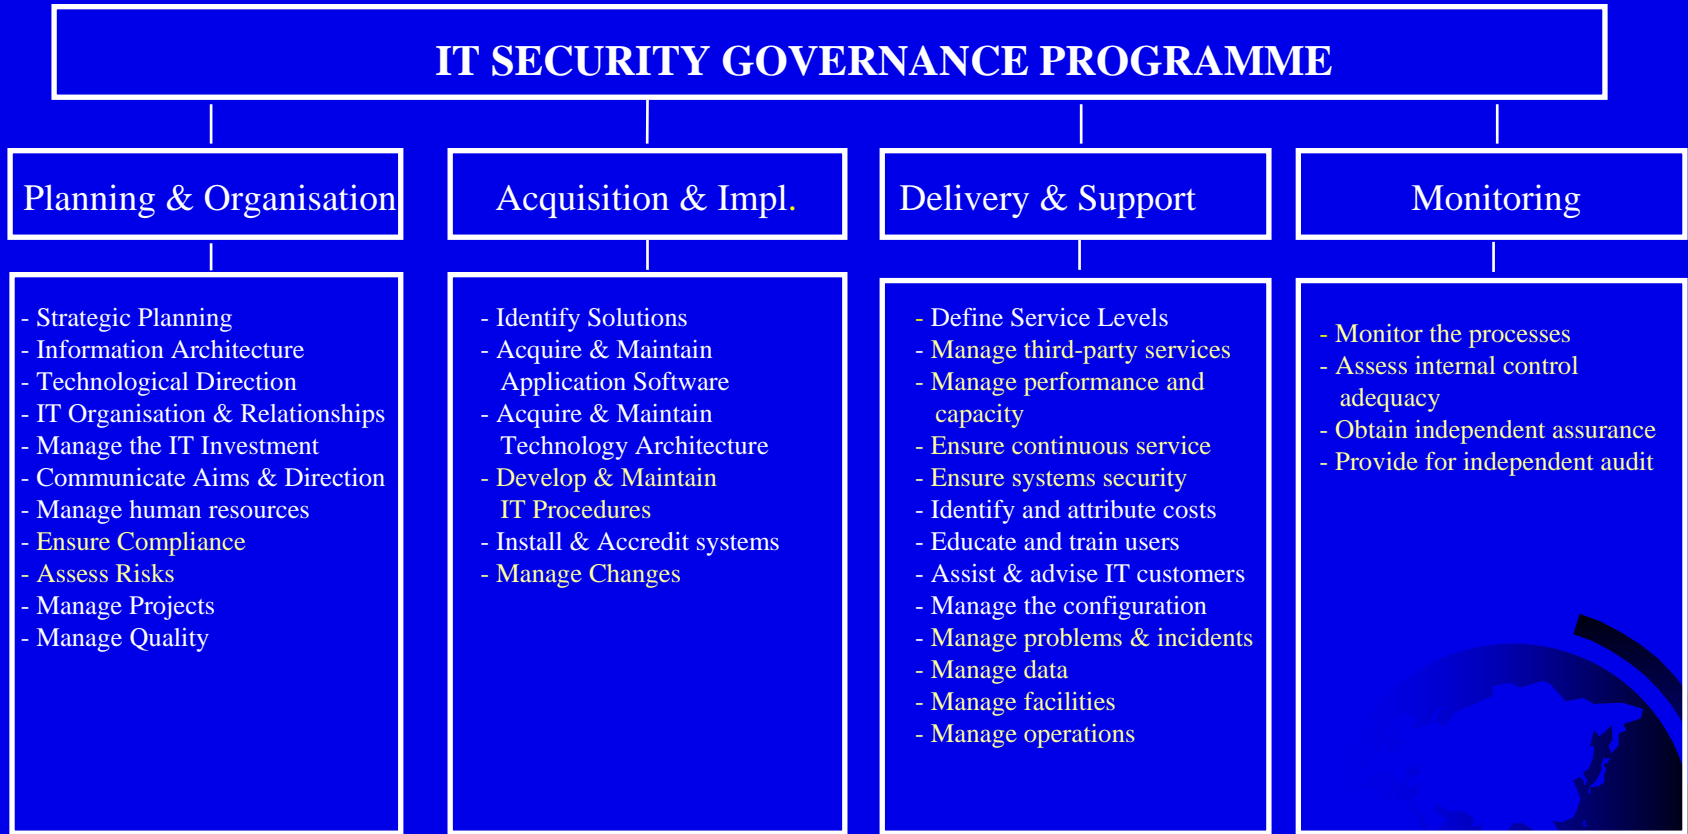 IT SECURITY GOVERNANCE PROGRAMME
Planning & Organisation
- Strategic Planning
- Information Architecture
- Technological Direction
- IT Organisation & Relationships
- Manage the IT Investment
- Communicate Aims & Direction
- Manage human resources
- Ensure Compliance
- Assess Risks
- Manage Projects
- Manage Quality
Acquisition & Impl.
- Identify Solutions
- Acquire & Maintain
Application Software
- Acquire & Maintain
Technology Architecture
- Develop & Maintain
IT Procedures
- Install & Accredit systems
- Manage Changes
Delivery & Support
- Define Service Levels
- Manage third-party services
- Manage performance and
capacity
- Ensure continuous service
- Ensure systems security
- Identify and attribute costs
- Educate and train users
- Assist & advise IT customers
- Manage the configuration
- Manage problems & incidents
- Manage data
- Manage facilities
- Manage operations
Monitoring
- Monitor the processes
- Assess internal control
adequacy
- Obtain independent assurance
- Provide for independent audit